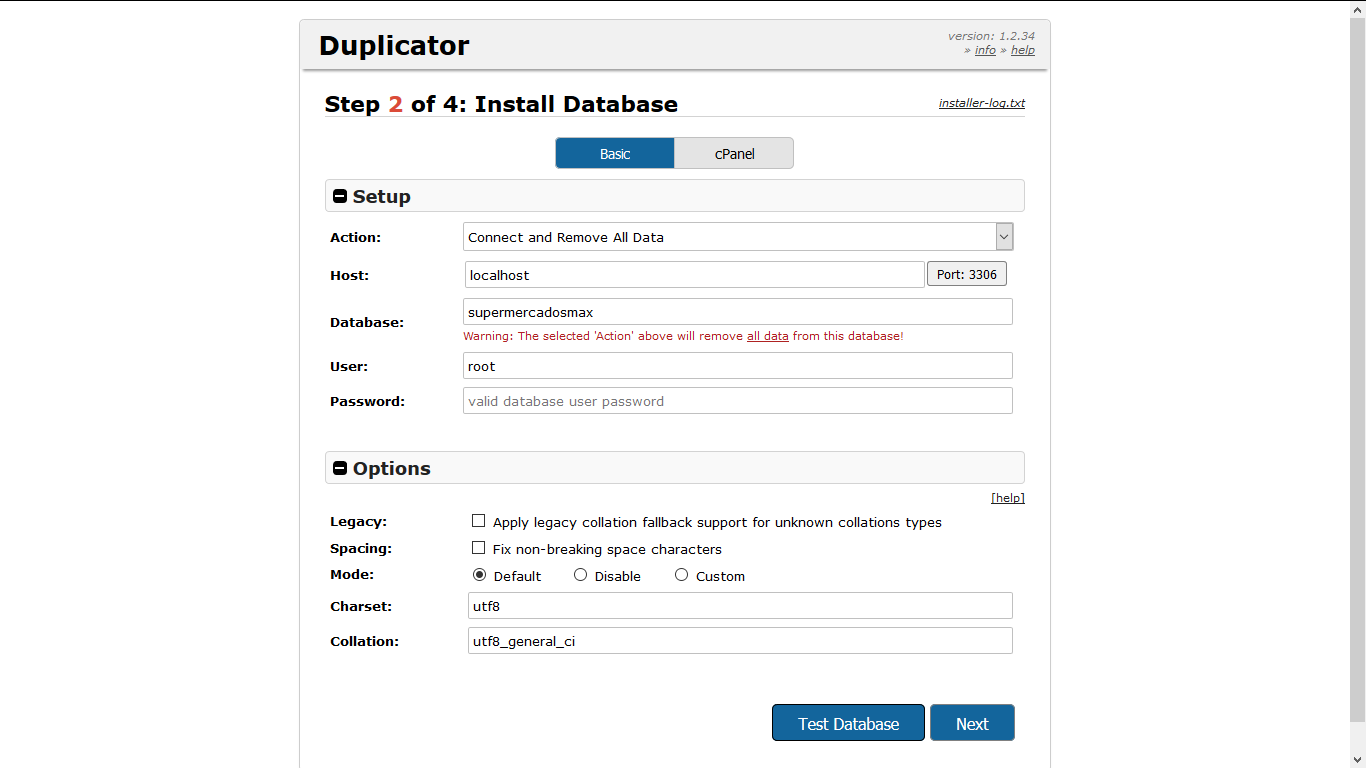 Duplicator
version: 1.2.34
» info » help
Step 2 of 4: Install Database
installer-log.txt
Basic
cPanel
Setup
Action:
Connect and Remove All Data
Host:
localhost
Port: 3306
Database:
supermercadosmax
Warning: The selected 'Action' above will remove all data from this database!
User:
root
Password:
valid database user password
Options
[help]
Legacy:
Apply legacy collation fallback support for unknown collations types
Spacing:
Fix non-breaking space characters
Mode:
Default
Disable
Custom
Charset:
utf8
Collation:
utf8_general_ci
Test Database
Next